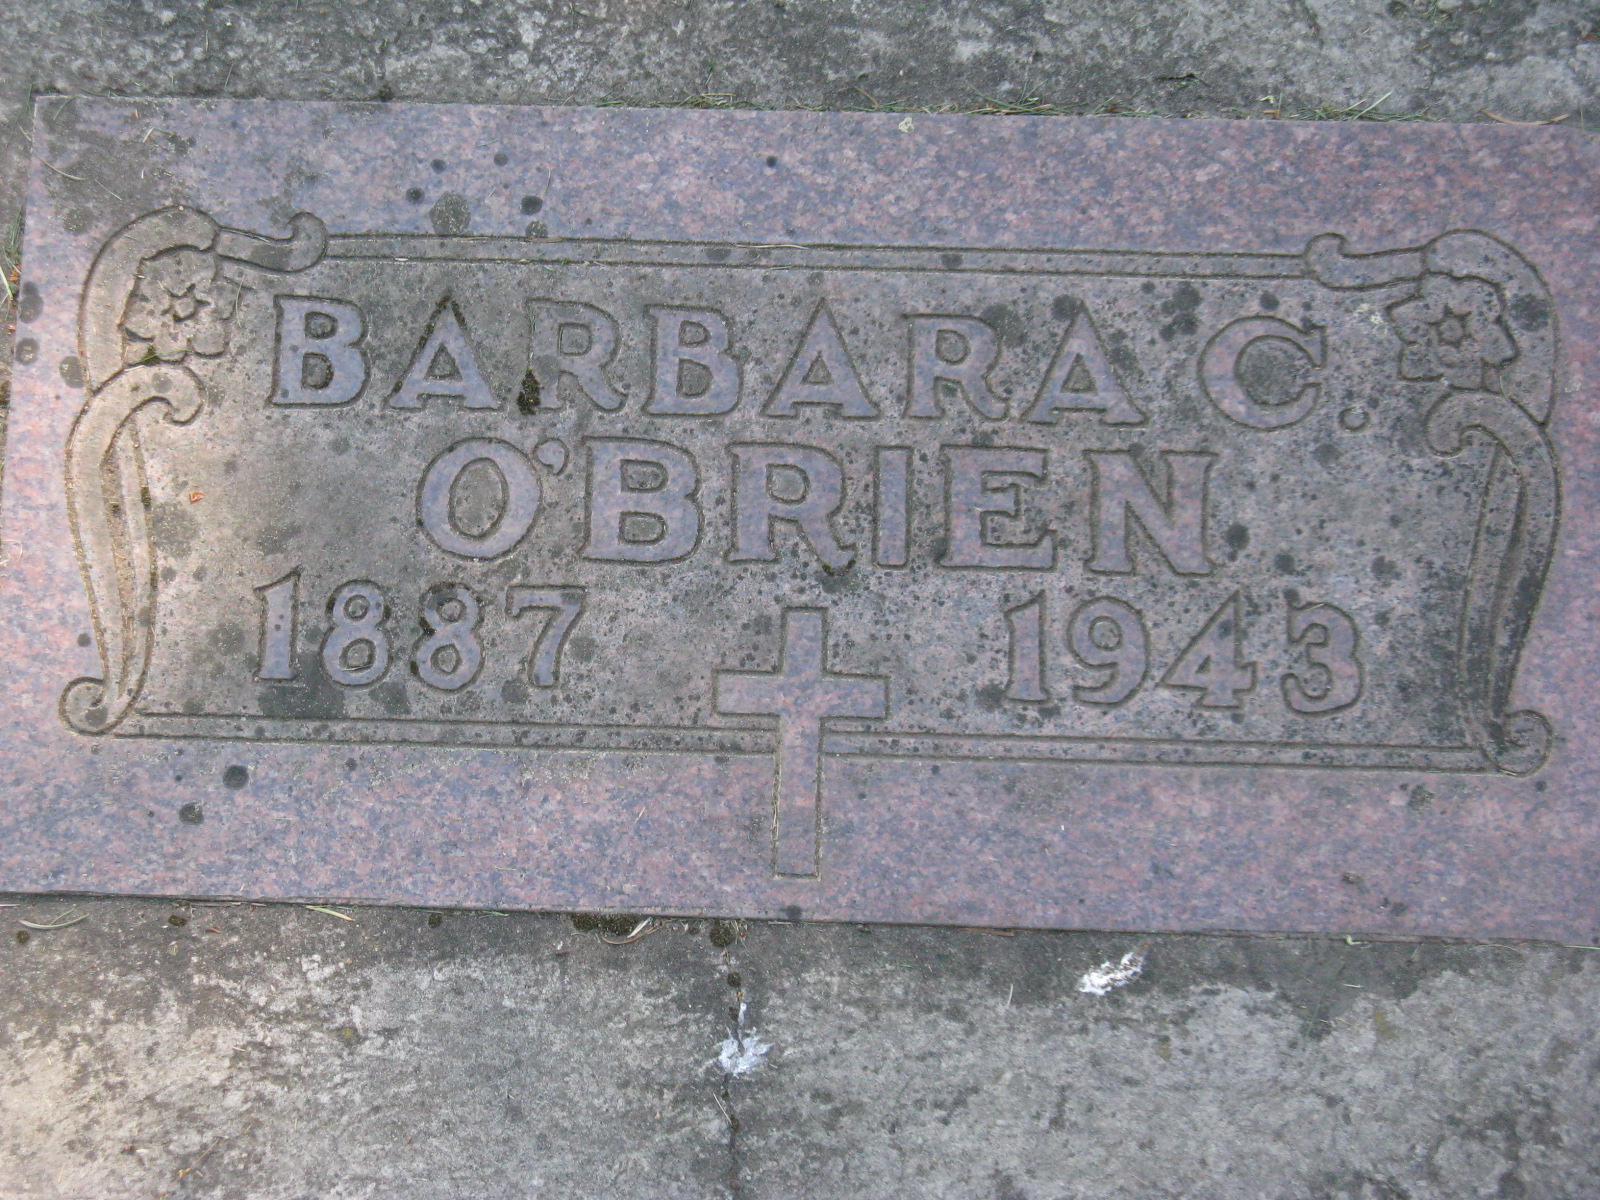 BARBARA C.
O'BRIEN
1887 1943